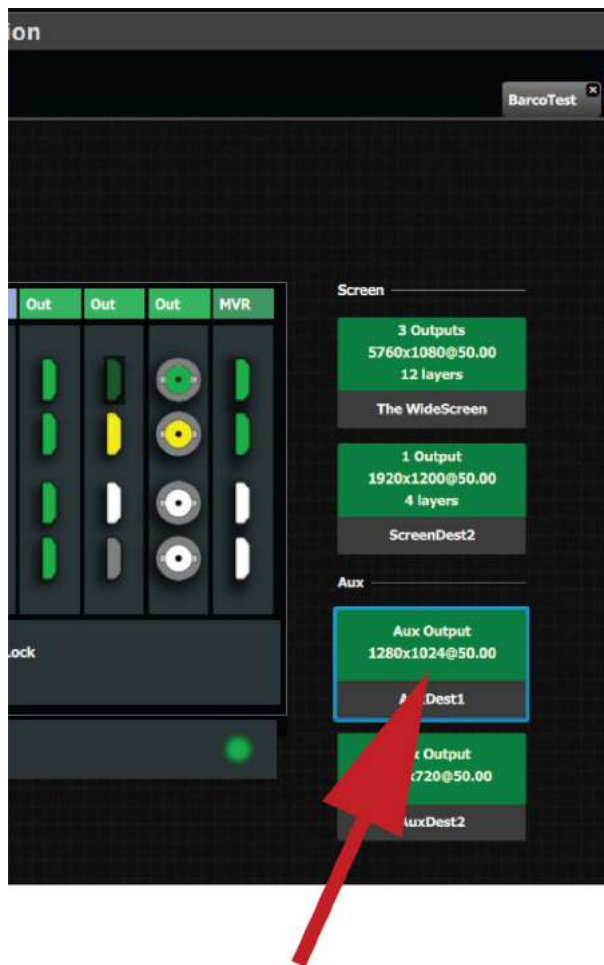 ion
BarcoTest
Out
Out
Out
MVR
Screen
3 Outputs
5760x1080@50.00
12 layers
The WideScreen
1 Output
1920x1200@50.00
4 layers
ScreenDest2
Aux
Aux Output
1280x1024@50.00
Dest1
ock
Output
x720@50.00
AuxDest2